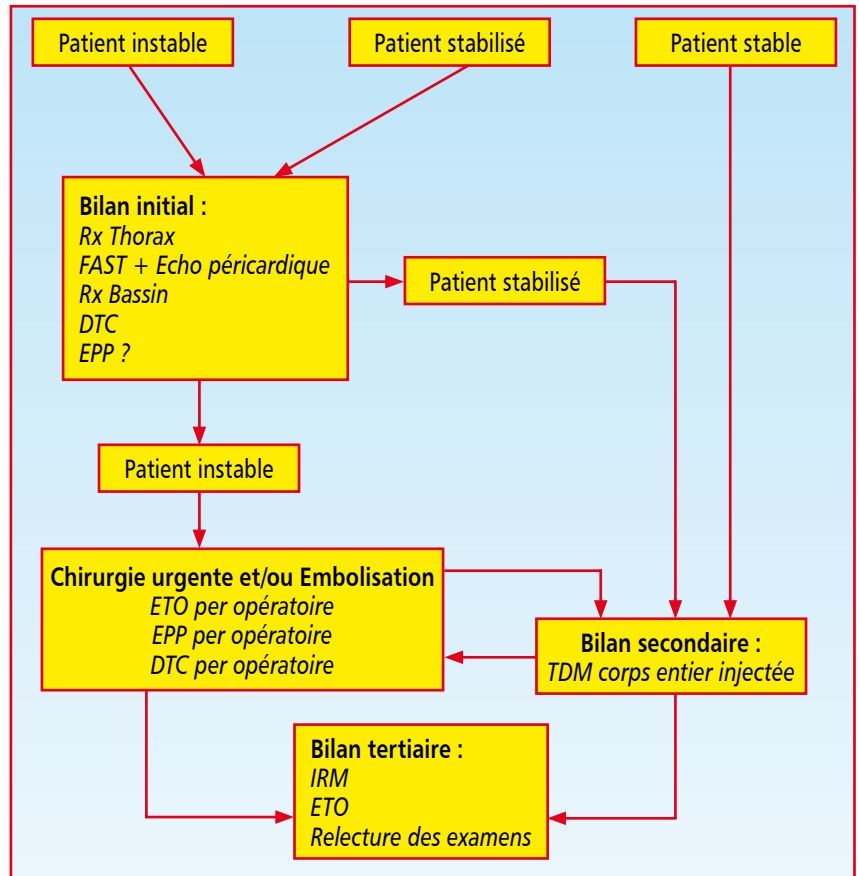 Patient instable
Patient stabilisé
Patient stable
Bilan initial :
Rx Thorax
FAST + Echo péricardique
Rx Bassin
DTC
EPP ?
Patient stabilisé
Patient instable
Chirurgie urgente et/ou Embolisation
ETO per opératoire
EPP per opératoire
DTC per opératoire
Bilan secondaire :
TDM corps entier injectée
Bilan tertiaire :
IRM
ETO
Relecture des examens